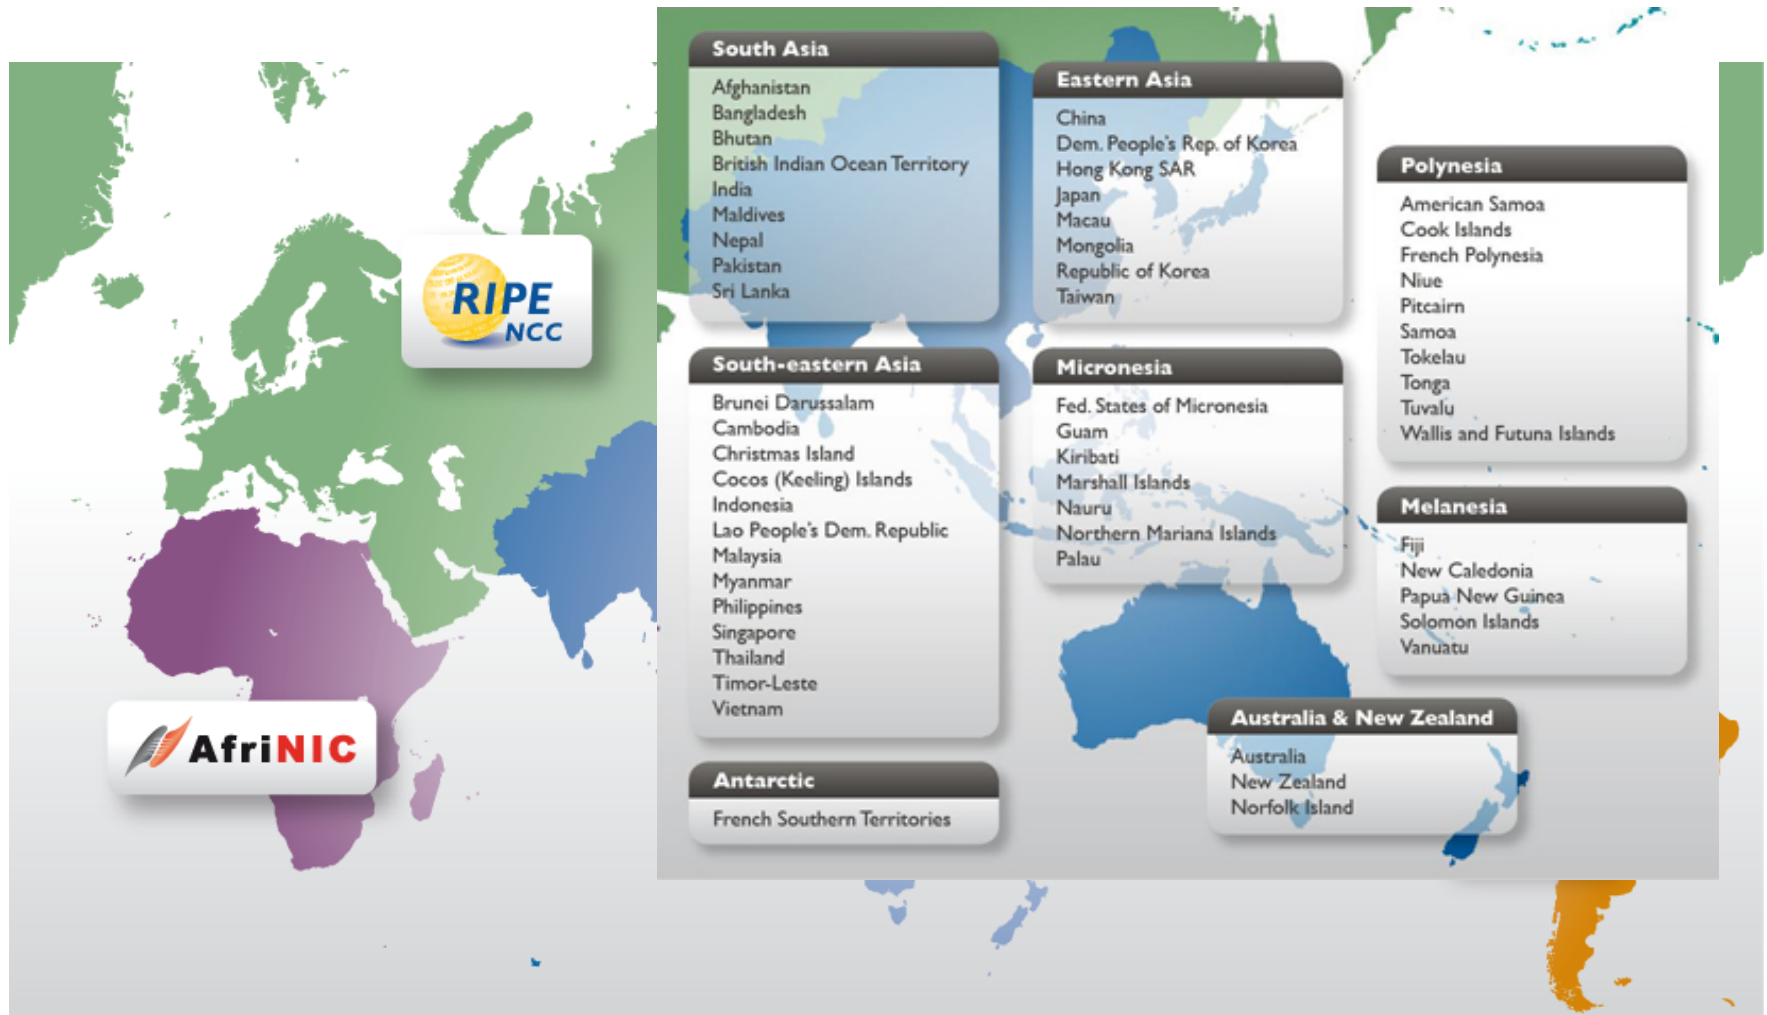 RIPE
NCC
AfriNIC
South Asia
Afghanistan
Bangladesh
Bhutan
British Indian Ocean Territory
India
Maldives
Nepal
Pakistan
Sri Lanka
South-eastern Asia
Brunei Darussalam
Cambodia
Christmas Island
Cocos (Keeling) Islands
Indonesia
Lao People's Dem. Republic
Malaysia
Myanmar
Philippines
Singapore
Thailand
Timor-Leste
Vietnam
Antarctic
French Southern Territories
Eastern Asia
China
Dem. People's Rep. of Korea
Hong Kong SAR
Japan
Macau
Mongolia
Republic of Korea
Taiwan
Micronesia
Fed. States of Micronesia
Guam
Kiribati
Marshall Islands
Nauru
Northern Mariana Islands
Palau
Polynesia
American Samoa
Cook Islands
French Polynesia
Niue
Pitcairn
Samoa
Tokelau
Tonga
Tuvalu
Wallis and Futuna Islands
Melanesia
Fiji
New Caledonia
Papua New Guinea
Solomon Islands
Vanuatu
Australia & New Zealand
Australia
New Zealand
Norfolk Island